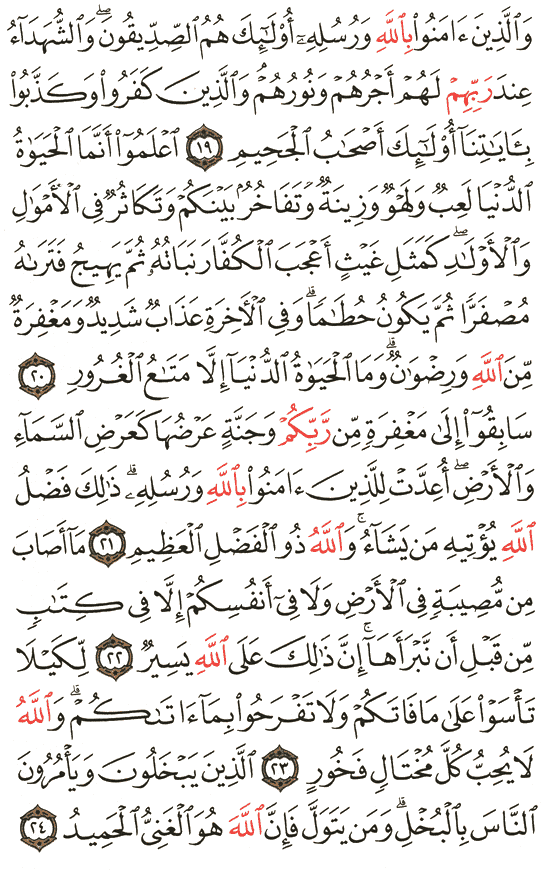 وَٱلَّذِينَ ءَامَنُوا۟ بِٱللَّهِ وَرُسُلِهِۦٓ أُو۟لَـٰٓئِكَ هُمُ ٱلصِّدِّيقُونَ ۖ وَٱلشُّهَدَآءُ
عِندَ رَبِّهِمْ لَهُمْ أَجْرُهُمْ وَنُورُهُمْ ۖ وَٱلَّذِينَ كَفَرُوا۟ وَكَذَّبُوا۟
بِـَٔايَـٰتِنَآ أُو۟لَـٰٓئِكَ أَصْحَـٰبُ ٱلْجَحِيمِ ١٩ ٱعْلَمُوٓا۟ أَنَّمَا ٱلْحَيَوٰةُ
ٱلدُّنْيَا لَعِبٌ وَلَهْوٌ وَزِينَةٌ وَتَفَاخُرٌۢ بَيْنَكُمْ وَتَكَاثُرٌ فِى ٱلْأَمْوَٰلِ
وَٱلْأَوْلَـٰدِ ۖ كَمَثَلِ غَيْثٍ أَعْجَبَ ٱلْكُفَّارَ نَبَاتُهُۥ ثُمَّ يَهِيجُ فَتَرَىٰهُ
مُصْفَرًّا ثُمَّ يَكُونُ حُطَـٰمًا ۖ وَفِى ٱلْـَٔاخِرَةِ عَذَابٌ شَدِيدٌ وَمَغْفِرَةٌ
مِّنَ ٱللَّهِ وَرِضْوَٰنٌ ۚ وَمَا ٱلْحَيَوٰةُ ٱلدُّنْيَآ إِلَّا مَتَـٰعُ ٱلْغُرُورِ ٢٠
سَابِقُوٓا۟ إِلَىٰ مَغْفِرَةٍ مِّن رَّبِّكُمْ وَجَنَّةٍ عَرْضُهَا كَعَرْضِ ٱلسَّمَآءِ
وَٱلْأَرْضِ ۖ أُعِدَّتْ لِلَّذِينَ ءَامَنُوا۟ بِٱللَّهِ وَرُسُلِهِۦ ۚ ذَٰلِكَ فَضْلُ
ٱللَّهِ يُؤْتِيهِ مَن يَشَآءُ ۚ وَٱللَّهُ ذُو ٱلْفَضْلِ ٱلْعَظِيمِ ٢١ مَآ أَصَابَ
مِن مُّصِيبَةٍ فِى ٱلْأَرْضِ وَلَا فِىٓ أَنفُسِكُمْ إِلَّا فِى كِتَـٰبٍ
مِّن قَبْلِ أَن نَّبْرَأَهَآ ۚ إِنَّ ذَٰلِكَ عَلَى ٱللَّهِ يَسِيرٌ ٢٢ لِّكَيْلَا
تَأْسَوْا۟ عَلَىٰ مَا فَاتَكُمْ وَلَا تَفْرَحُوا۟ بِمَآ ءَاتَىٰكُمْ ۗ وَٱللَّهُ
لَا يُحِبُّ كُلَّ مُخْتَالٍ فَخُورٍ ٢٣ ٱلَّذِينَ يَبْخَلُونَ وَيَأْمُرُونَ
ٱلنَّاسَ بِٱلْبُخْلِ ۗ وَمَن يَتَوَلَّ فَإِنَّ ٱللَّهَ هُوَ ٱلْغَنِىُّ ٱلْحَمِيدُ ٢٤